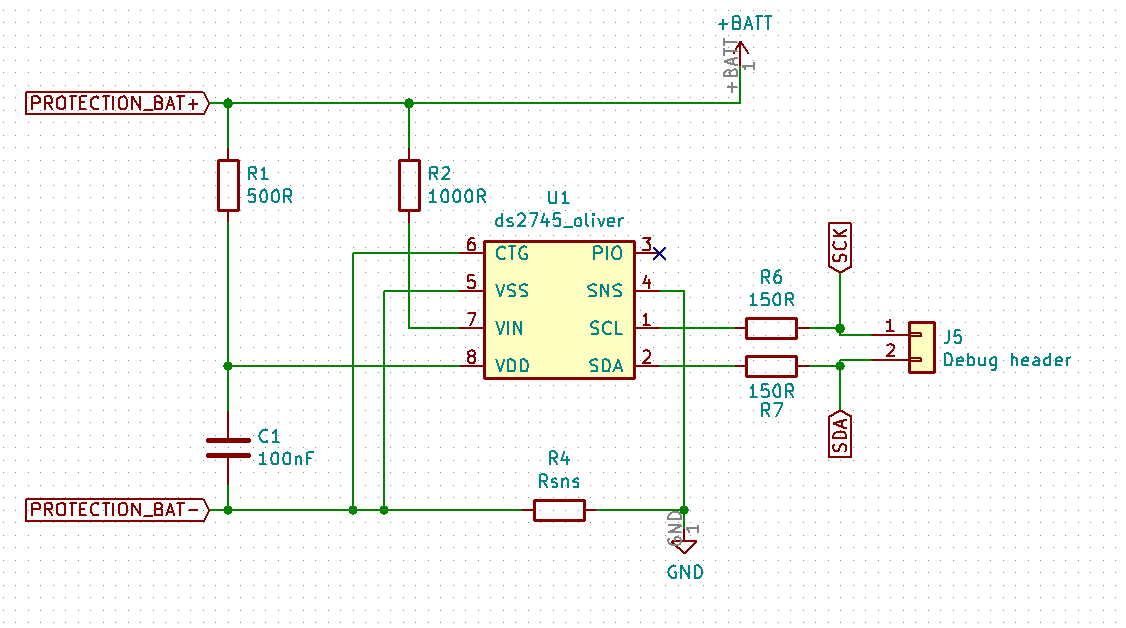 +BATT
+BATT
1
PROTECTION_BAT+
R1
500R
R2
1000R
U1
ds2745_oliver
6 CTG PIO 3
5 VSS SNS 4
7 VIN SCL 1
8 VDD SDA 2
SCK
R6
150R
150R
R7
1
2
J5
Debug header
SDA
C1
100nF
R4
Rsns
PROTECTION_BAT-
GND
1
GND